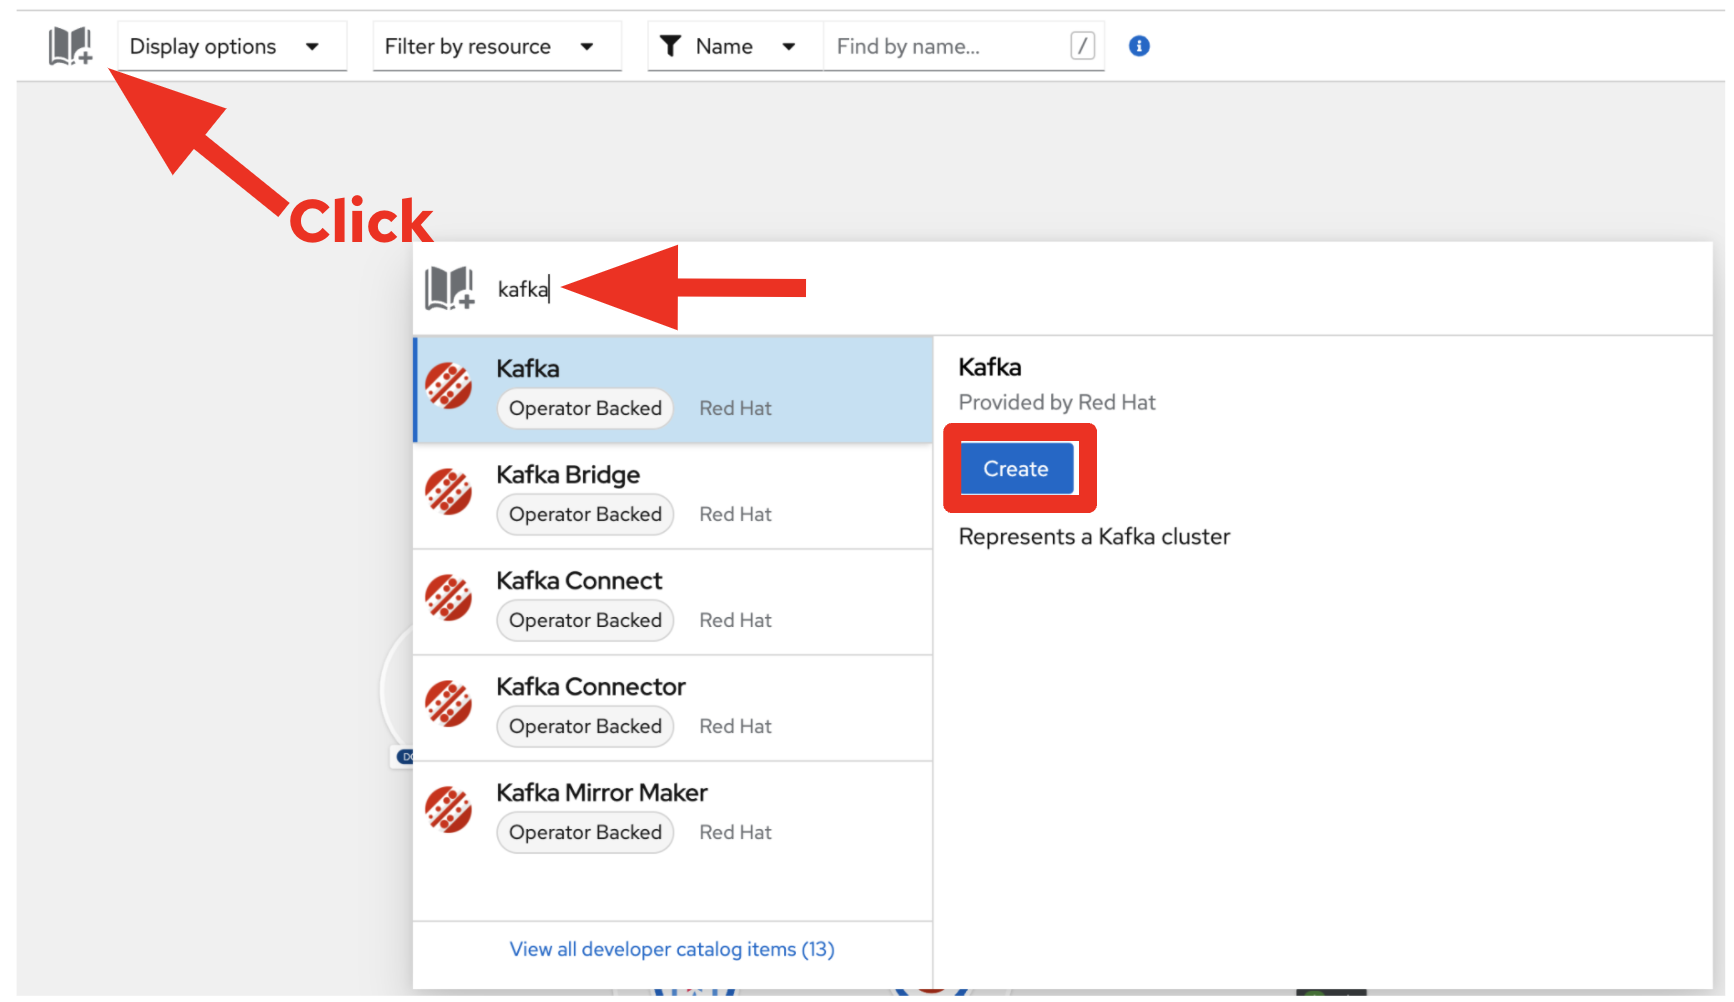 Display options
Filter by resource
Name
Find by name...
/
Click
kafka
Kafka
Operator Backed Red Hat
Kafka Bridge
Operator Backed Red Hat
Kafka Connect
Operator Backed Red Hat
Kafka Connector
Operator Backed Red Hat
Kafka Mirror Maker
Operator Backed Red Hat
View all developer catalog items (13)
Kafka
Provided by Red Hat
Create
Represents a Kafka cluster